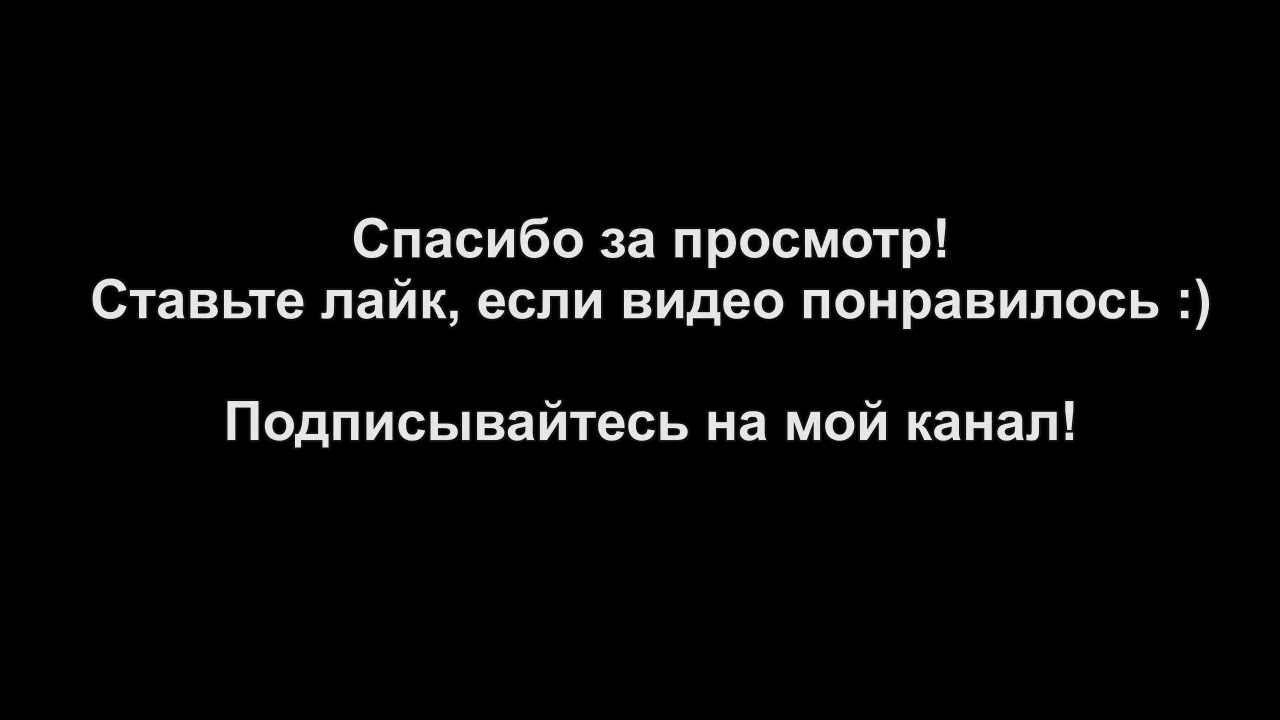 Спасибо за просмотр!
Ставьте лайк, если видео понравилось :)
Подписывайтесь на мой канал!